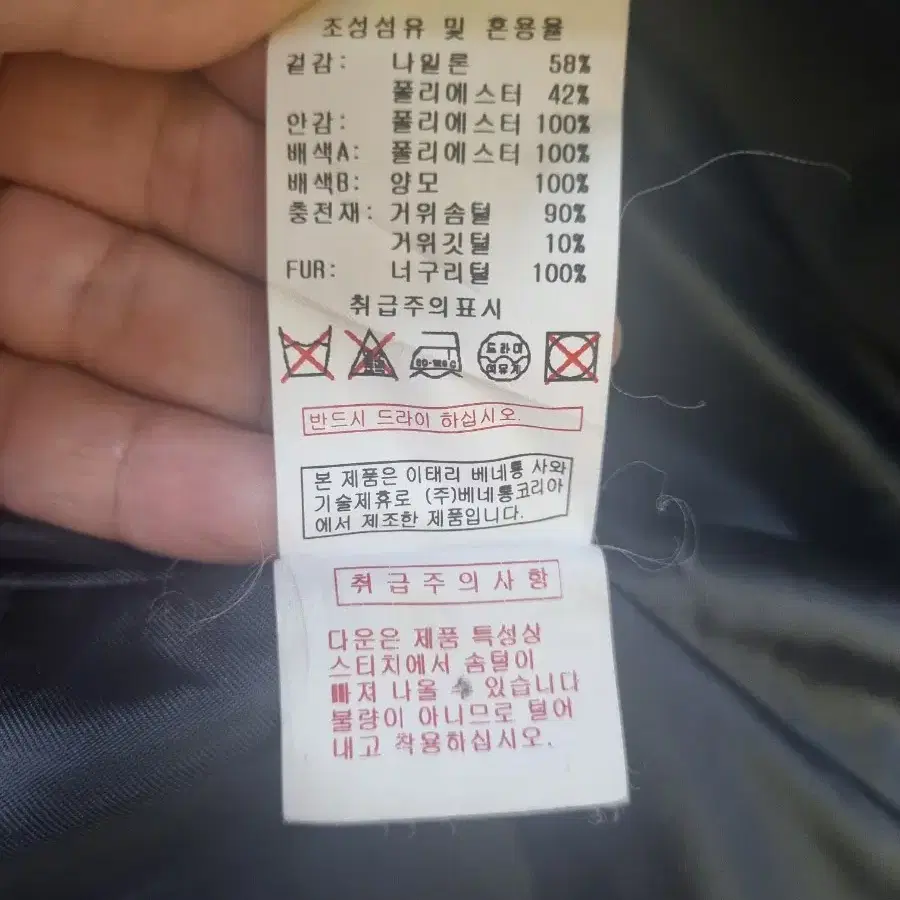 조성섬유 및 혼용율
겉감: 나일론 58%
폴리에스터 42%
안감: 폴리에스터 100%
배색A: 폴리에스터 100%
배색B: 양모 100%
충전재: 거위솜털 90%
거위깃털 10%
FUR: 너구리털 100%
취급주의표시
드라이
반드시 드라이 하십시오.
본 제품은 이태리 베네통 사와
기술제휴로 (주)베네통코리아
에서 제조한 제품입니다.
취급주의사항
다운은 제품 특성상
스티치에서 솜털이
빠져 나올 수 있습니다
불량이 아니므로 털어
내고 착용하십시오.